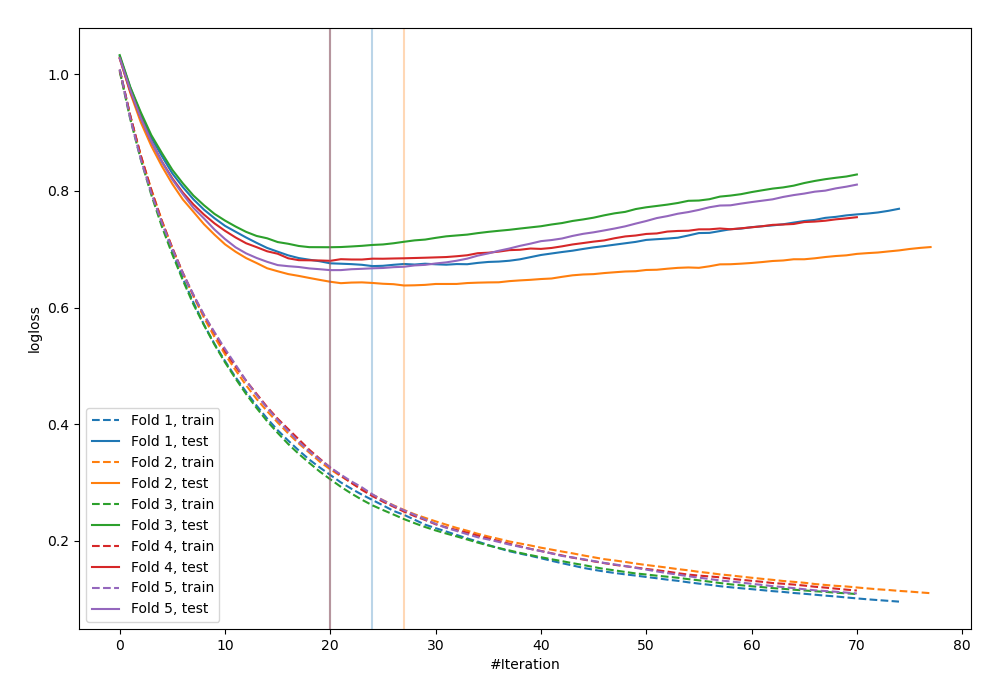 1.0
0.8
0.6
0.4
0.2
logloss
Fold 1, train
Fold 1, test
Fold 2, train
Fold 2, test
Fold 3, train
Fold 3, test
Fold 4, train
Fold 4, test
Fold 5, train
Fold 5, test
0 10 20 30 40 50 60 70 80
#Iteration